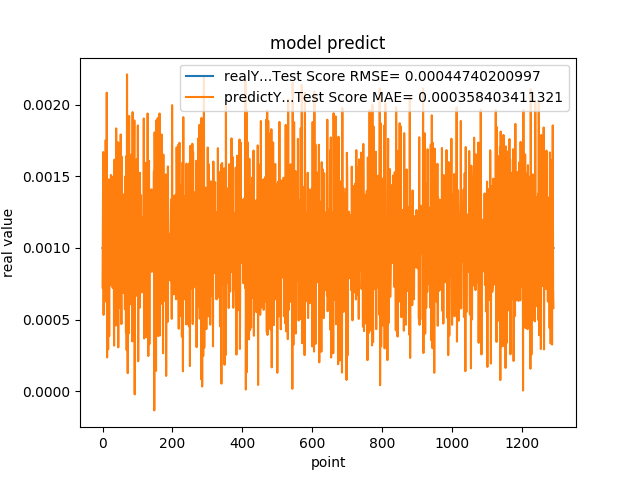 model predict
realY...Test Score RMSE= 0.00044740200997
predictY...Test Score MAE= 0.000358403411321
0.0020
0.0015
0.0010
0.0005
0.0000
real value
0
200
400
600
800
1000
1200
point